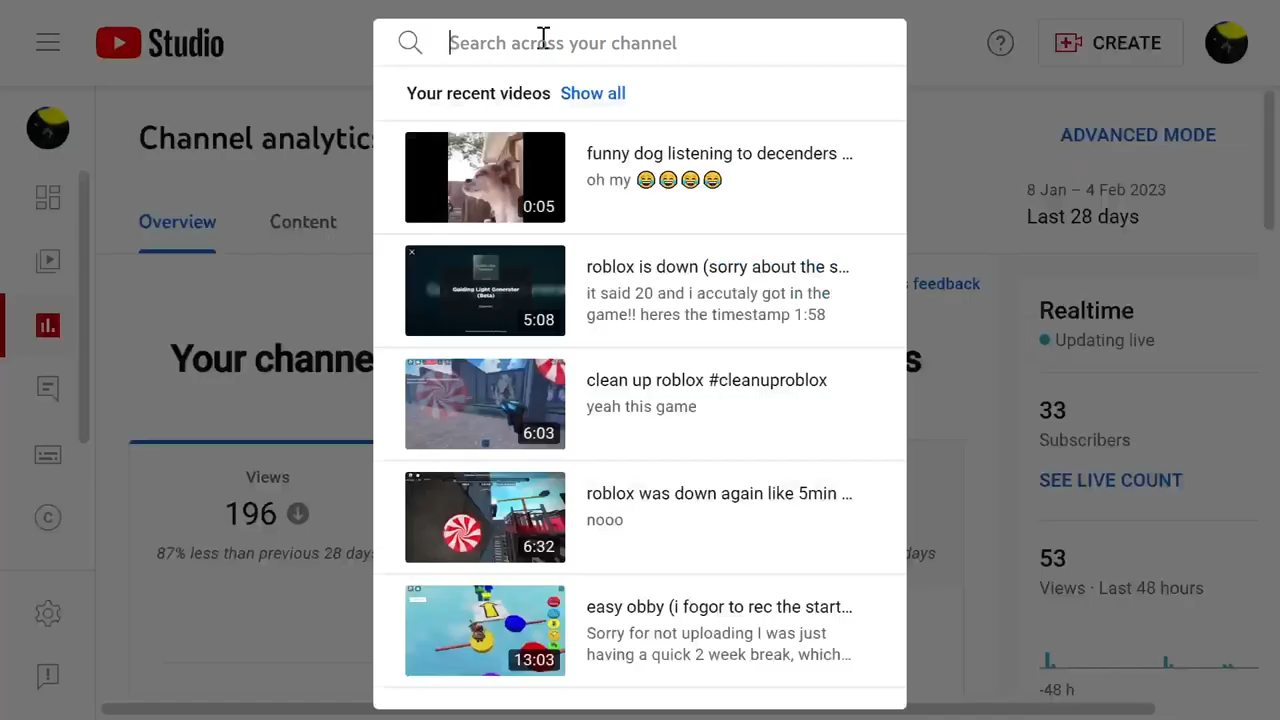 Studio
Search across your channel
CREATE
Your recent videos Show all
Channel analytics
ADVANCED MODE
funny dog listening to decenders ...
oh my 😂😂😂😂
0:05
8 Jan – 4 Feb 2023
Last 28 days
Overview
Content
roblox is down (sorry about the s...
it said 20 and i accutaly got in the
game!! heres the timestamp 1:58
Guiding Light Generator
(Beta)
5:08
feedback
Realtime
Updating live
Your channe
clean up roblox #cleanuproblox
yeah this game
6:03
33
Subscribers
SEE LIVE COUNT
Views
196
87% less than previous 28 days
roblox was down again like 5min ...
nooo
6:32
days
53
Views · Last 48 hours
easy obby (i fogor to rec the start...
Sorry for not uploading I was just
having a quick 2 week break, which...
13:03
-48 h